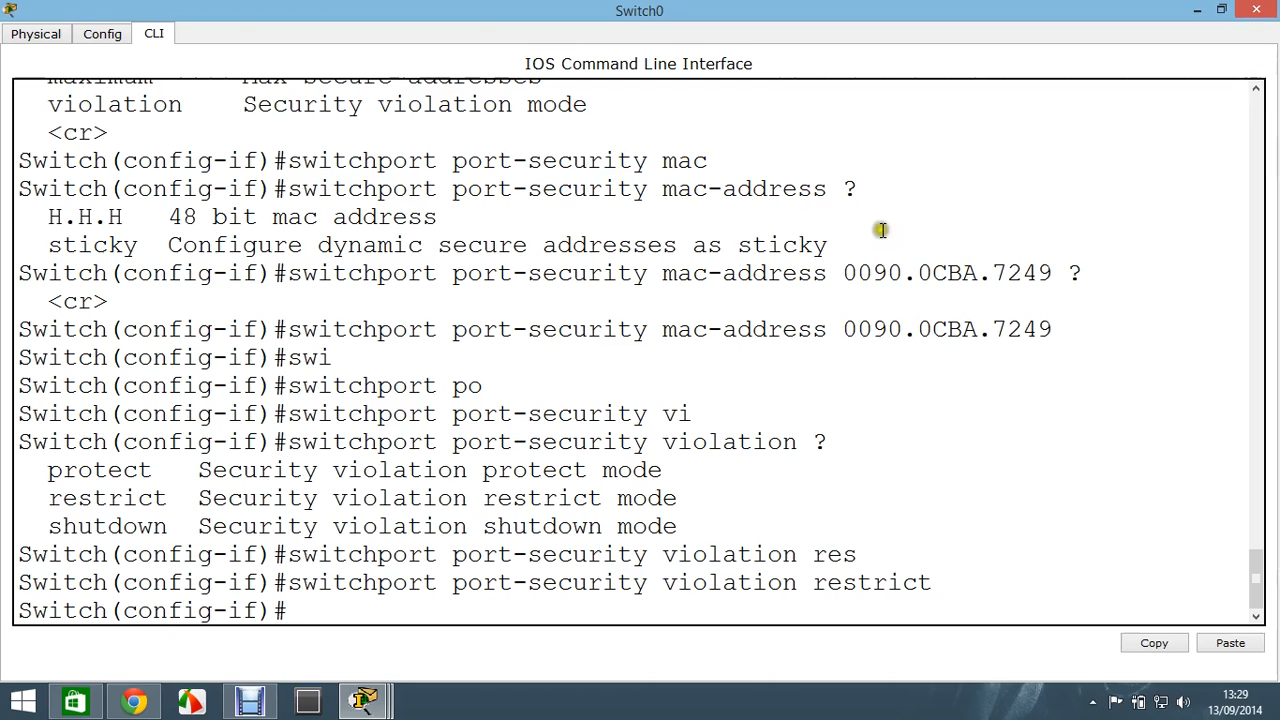 Switch0
Physical Config CLI
IOS Command Line Interface
maximum Max secure addresses
violation Security violation mode
<cr>
Switch(config-if)#switchport port-security mac
Switch(config-if)#switchport port-security mac-address ?
H.H.H 48 bit mac address
sticky Configure dynamic secure addresses as sticky
Switch(config-if)#switchport port-security mac-address 0090.0CBA.7249 ?
<cr>
Switch(config-if)#switchport port-security mac-address 0090.0CBA.7249
Switch(config-if)#swi
Switch(config-if)#switchport po
Switch(config-if)#switchport port-security vi
Switch(config-if)#switchport port-security violation ?
protect Security violation protect mode
restrict Security violation restrict mode
shutdown Security violation shutdown mode
Switch(config-if)#switchport port-security violation res
Switch(config-if)#switchport port-security violation restrict
Switch(config-if)#
Copy Paste
13:29
13/09/2014